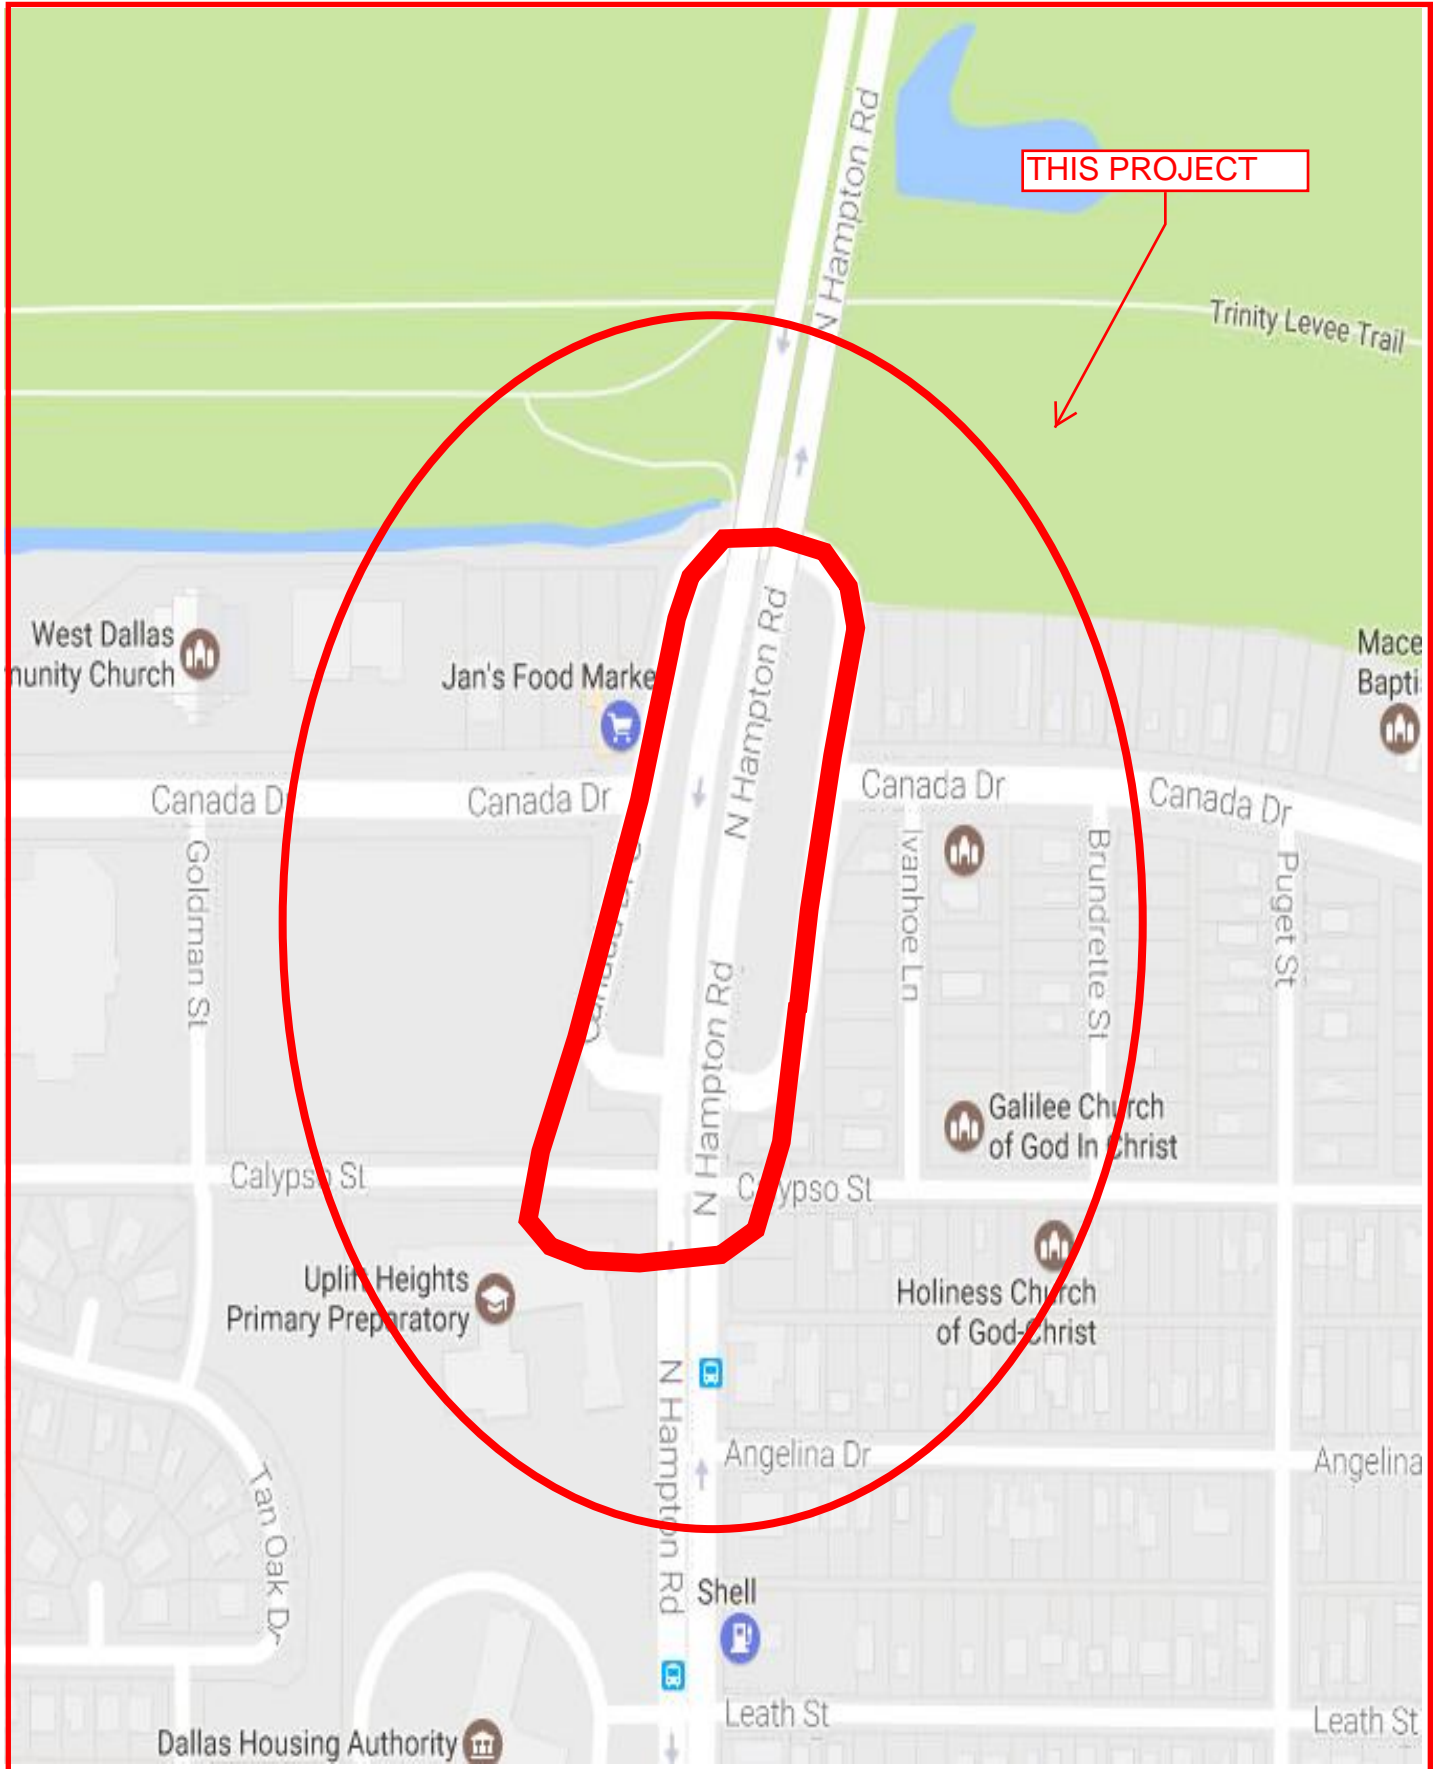 N Hampton Rd
THIS PROJECT
Trinity Levee Trail
West Dallas
nunity Church
Jan's Food Marke
N Hampton Rd
Mace
Bapti
Canada Dr
Canada Dr
Canada Dr
Canada Dr
Goldman St
Ivanhoe Ln
Brundrette St
Puget St
N Hampton Rd
Galilee Church
of God In Christ
Calypso St
Calypso St
Uplift Heights
Primary Preparatory
Holiness Church
of God-Christ
N Hampton Rd
Angelina Dr
Angelina
Tan Oak Dr
Shell
Leath St
Leath St
Dallas Housing Authority